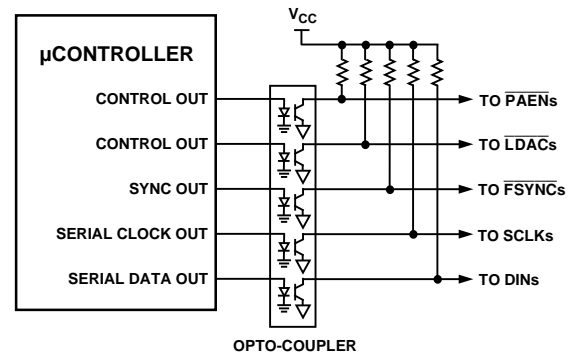 VCC
µCONTROLLER
CONTROL OUT
TO PAENs
CONTROL OUT
TO LDACs
SYNC OUT
TO FSYNCs
SERIAL CLOCK OUT
TO SCLKs
SERIAL DATA OUT
TO DINs
OPTO-COUPLER